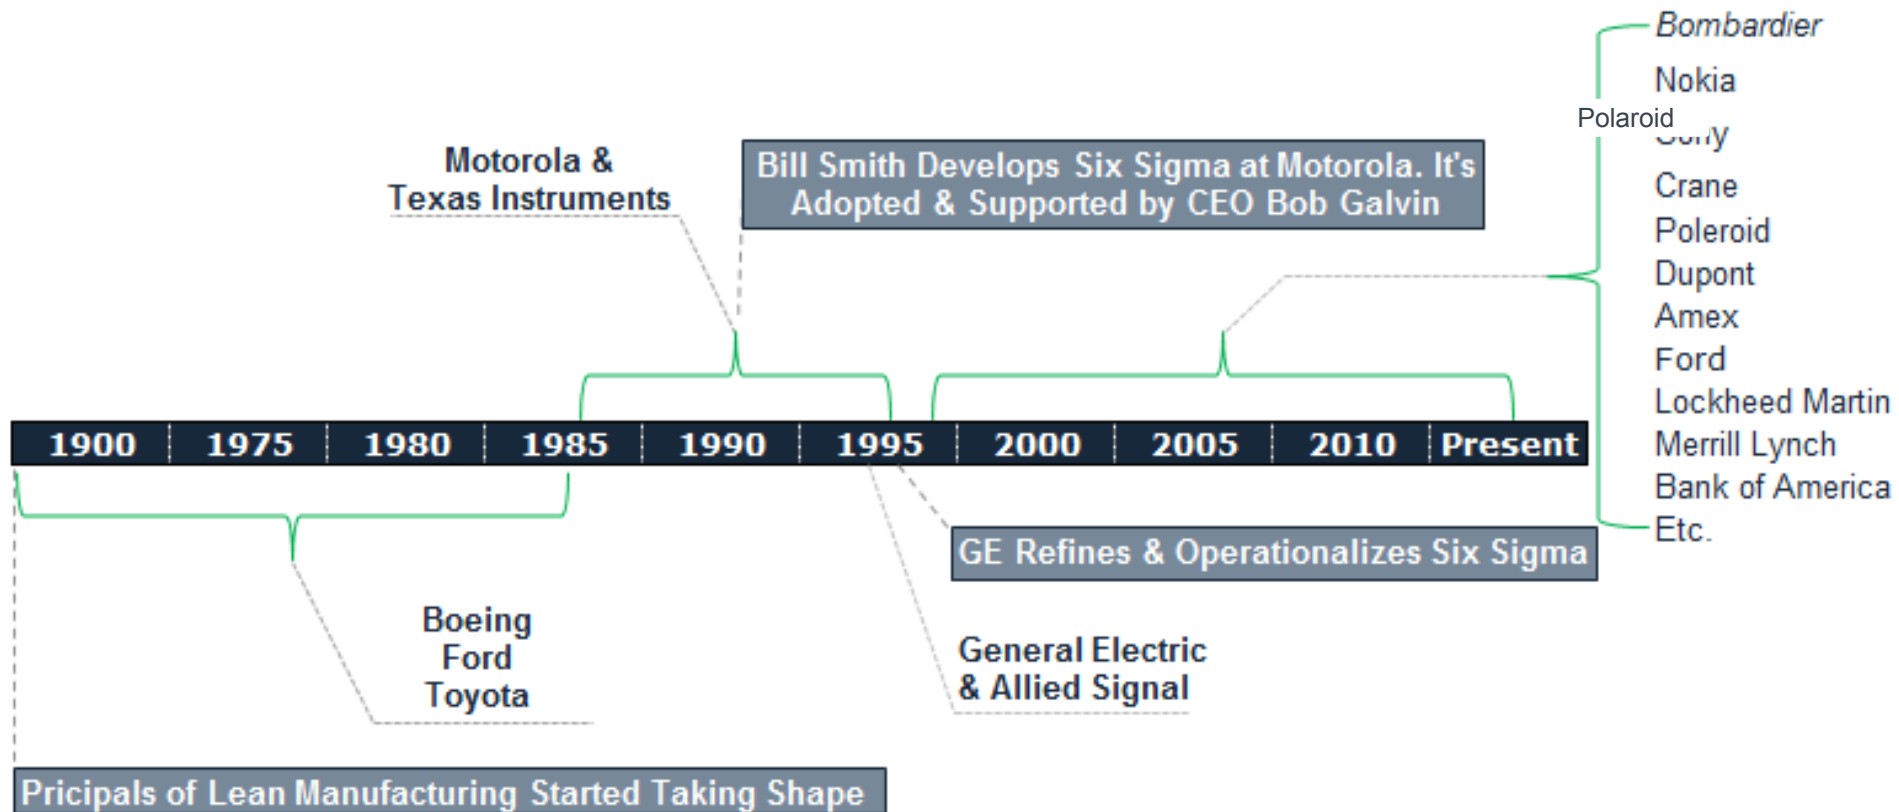 Bombardier
Nokia
Polaroid
Crane
Poleroid
Dupont
Amex
Ford
Lockheed Martin
Merrill Lynch
Bank of America
Etc.
Motorola &
Texas Instruments
Bill Smith Develops Six Sigma at Motorola. It's
Adopted & Supported by CEO Bob Galvin
1900 1975 1980 1985 1990 1995 2000 2005 2010 Present
GE Refines & Operationalizes Six Sigma
Boeing
Ford
Toyota
General Electric
& Allied Signal
Pricipals of Lean Manufacturing Started Taking Shape